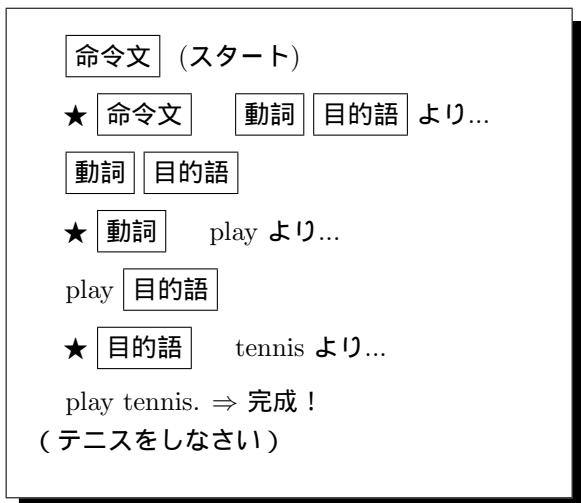 命令文 (スタート)
★ 命令文 動詞 目的語 より...
動詞 目的語
★ 動詞 play より...
play 目的語
★ 目的語 tennis より...
play tennis. ⇒ 完成！
(テニスをしなさい)